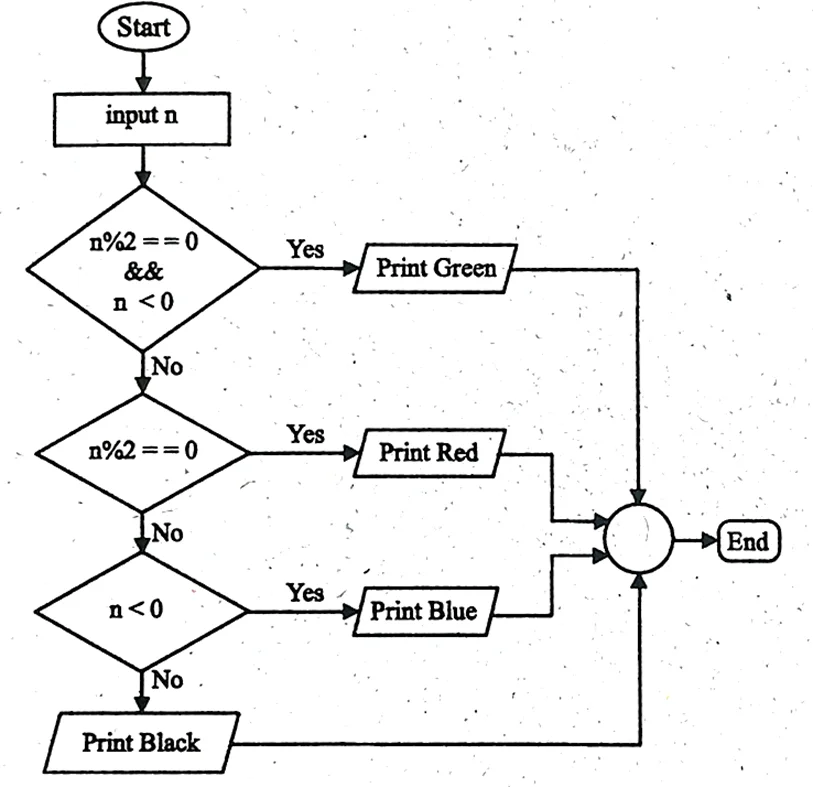 Start
input n
n%2 = = 0
&&
n < 0
Yes
Print Green
No
n%2 = = 0
Yes
Print Red
No
End
n < 0
Yes
Print Blue
No
Print Black